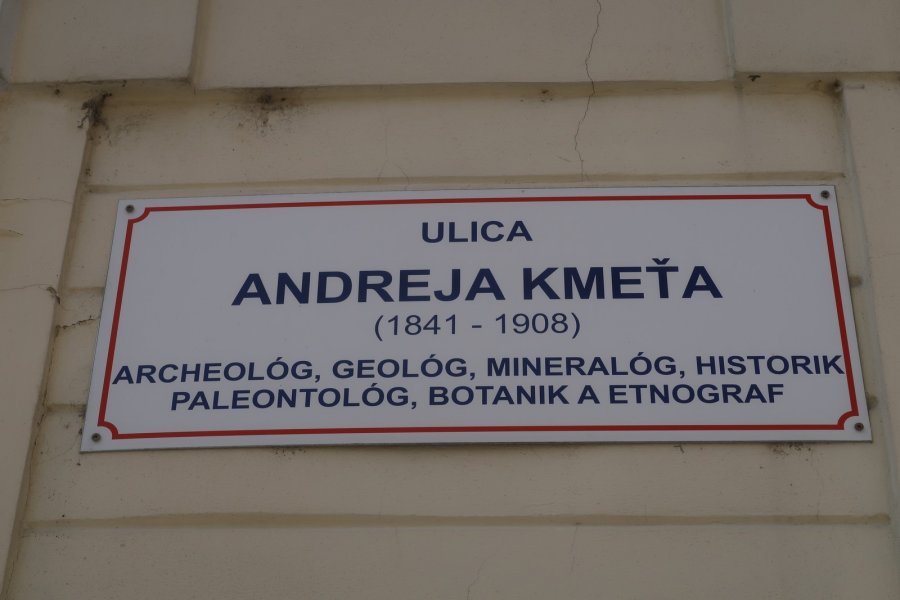 ULICA
ANDREJA KMEŤA
(1841 - 1908)
ARCHEOLÓG, GEOLÓG, MINERALÓG, HISTORIK
PALEONTOLÓG, BOTANIK A ETNOGRAF